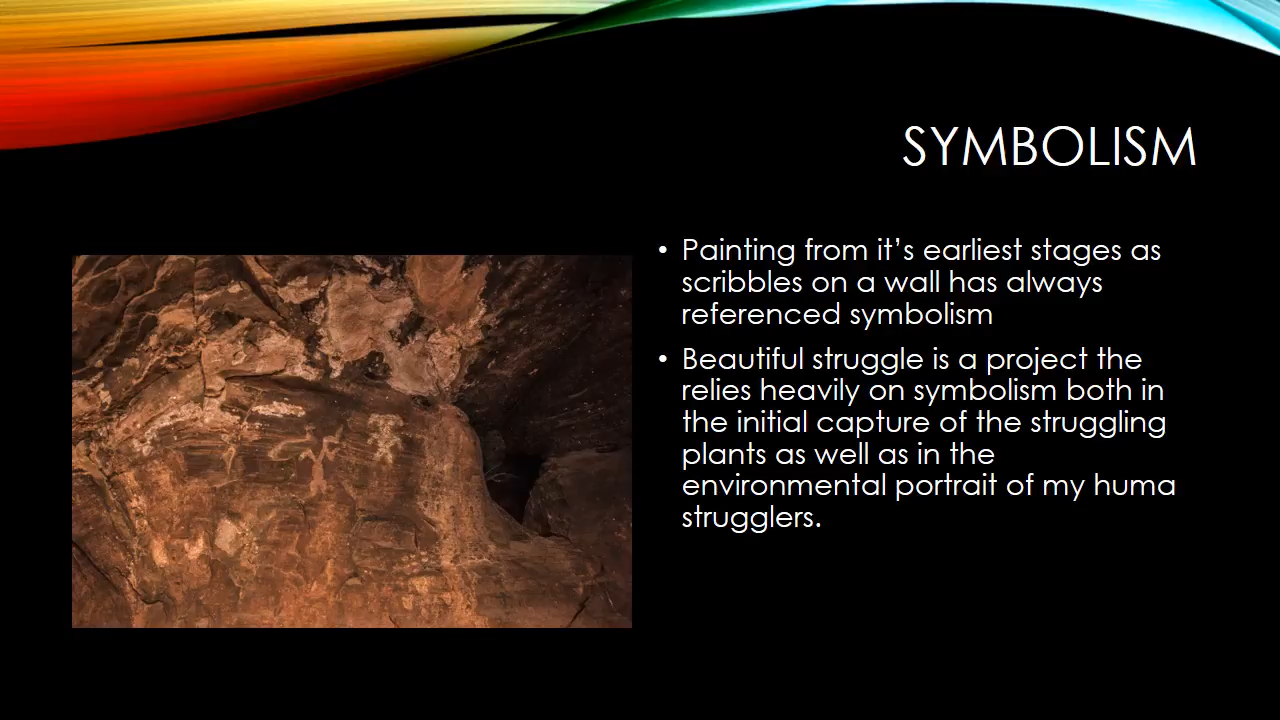 SYMBOLISM
• Painting from it’s earliest stages as
scribbles on a wall has always
referenced symbolism
• Beautiful struggle is a project the
relies heavily on symbolism both in
the initial capture of the struggling
plants as well as in the
environmental portrait of my huma
strugglers.